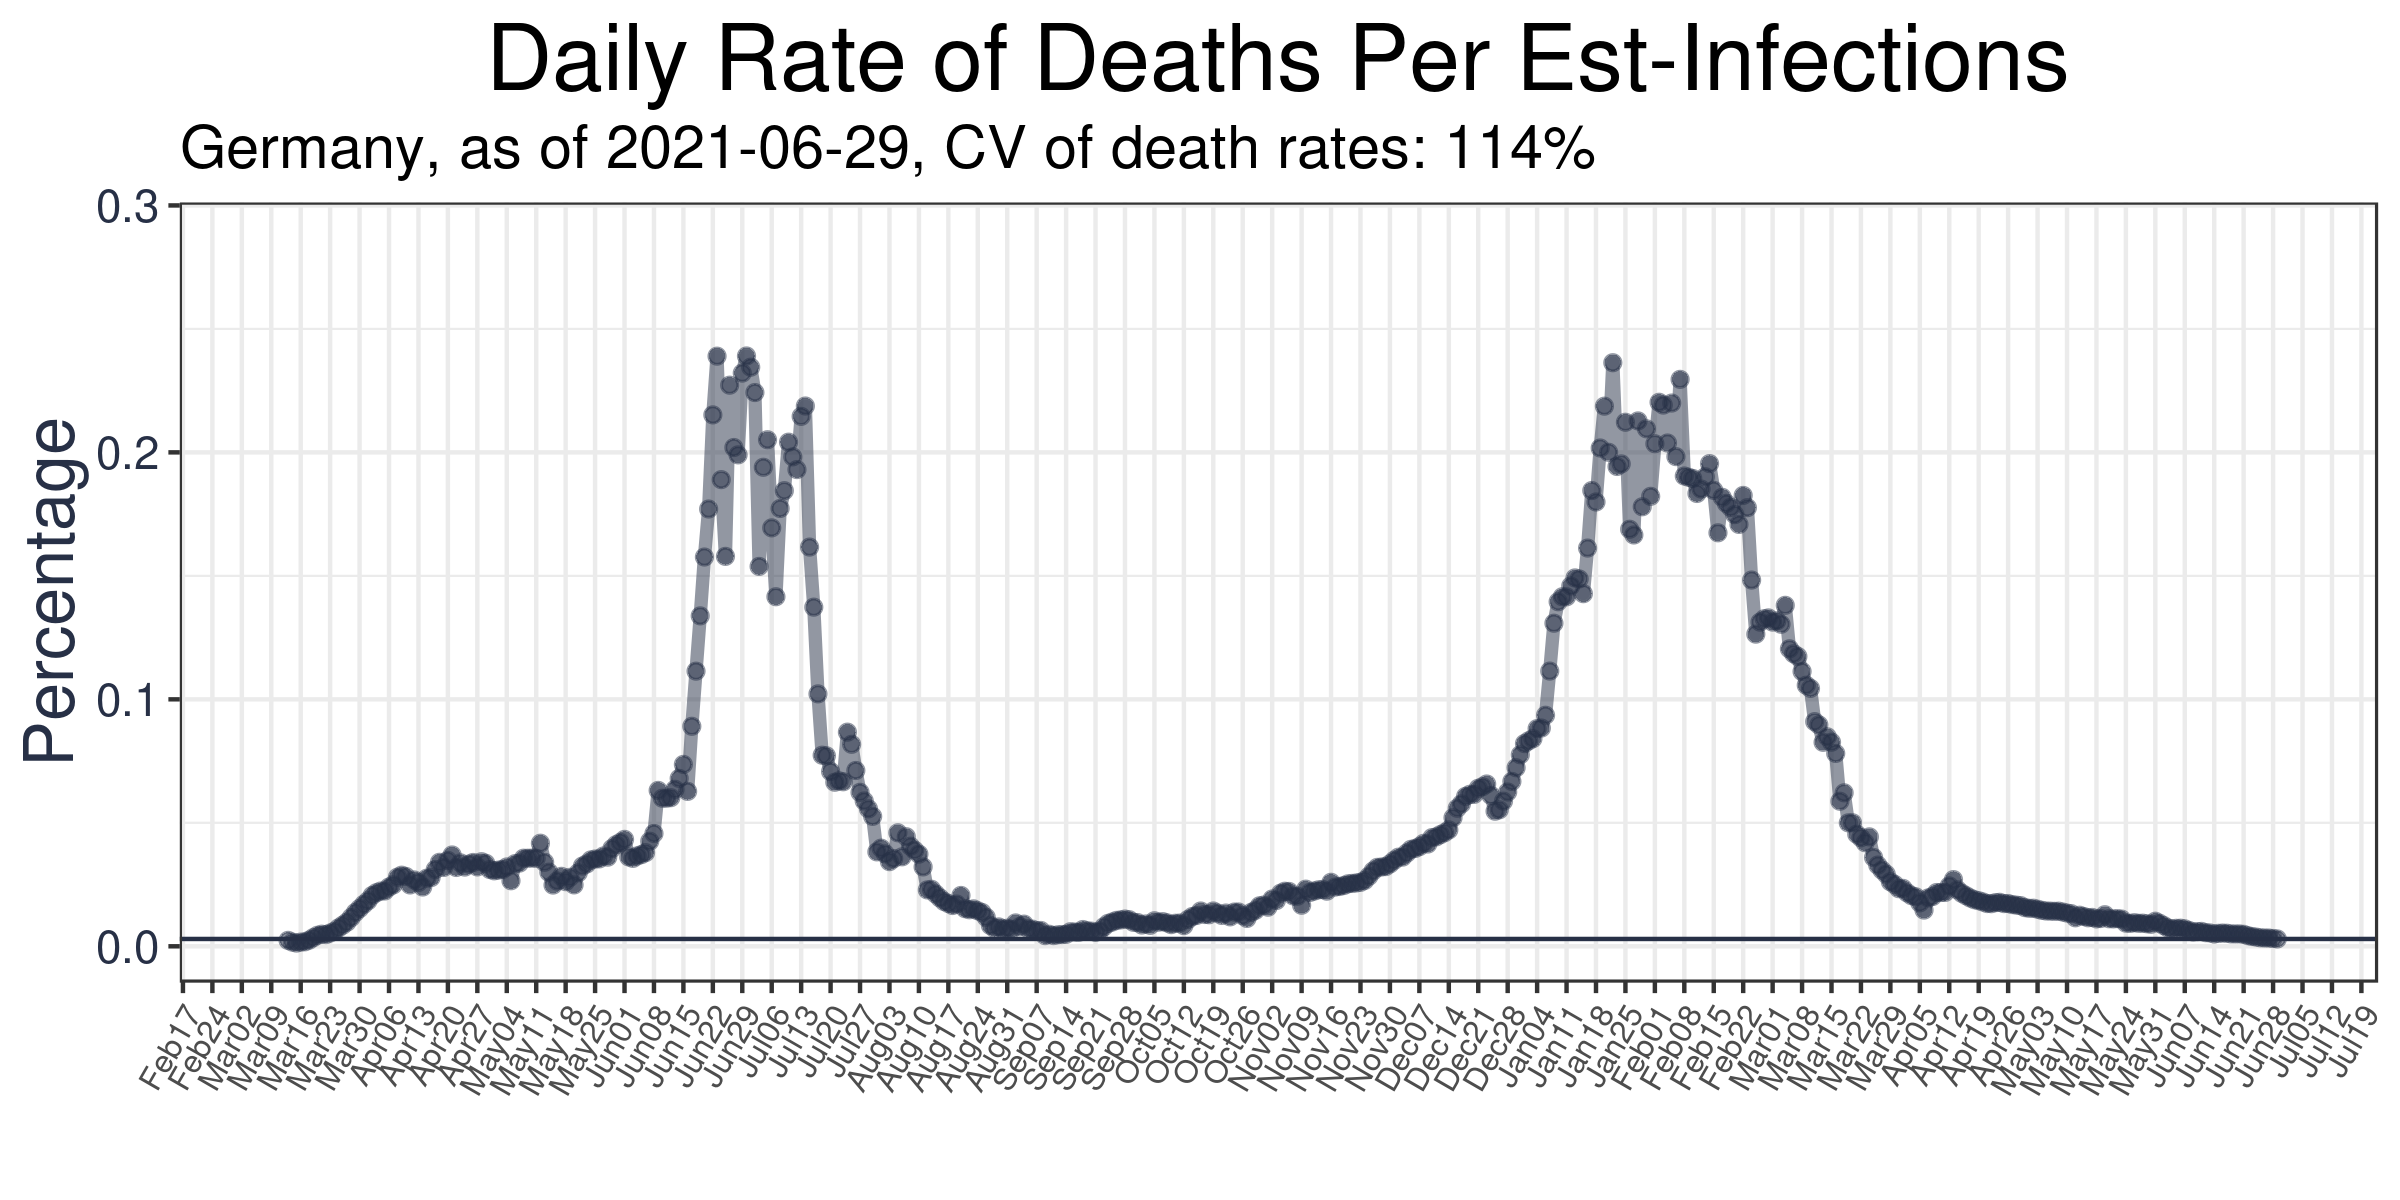 Daily Rate of Deaths Per Est-Infections
Germany, as of 2021-06-29, CV of death rates: 114%
Percentage
0.3
0.2
0.1
0.0
Feb17
Feb24
Mar02
Mar09
Mar16
Mar23
Mar30
Apr06
Apr13
Apr20
Apr27
May04
May11
May18
May25
Jun01
Jun08
Jun15
Jun22
Jun29
Jul06
Jul13
Jul20
Jul27
Aug03
Aug10
Aug17
Aug24
Aug31
Sep07
Sep14
Sep21
Sep28
Oct05
Oct12
Oct19
Oct26
Nov02
Nov09
Nov16
Nov23
Nov30
Dec07
Dec14
Dec21
Dec28
Jan04
Jan11
Jan18
Jan25
Feb01
Feb08
Feb15
Feb22
Mar01
Mar08
Mar15
Mar22
Mar29
Apr05
Apr12
Apr19
Apr26
May03
May10
May17
May24
May31
Jun07
Jun14
Jun21
Jun28
Jul05
Jul12
Jul19